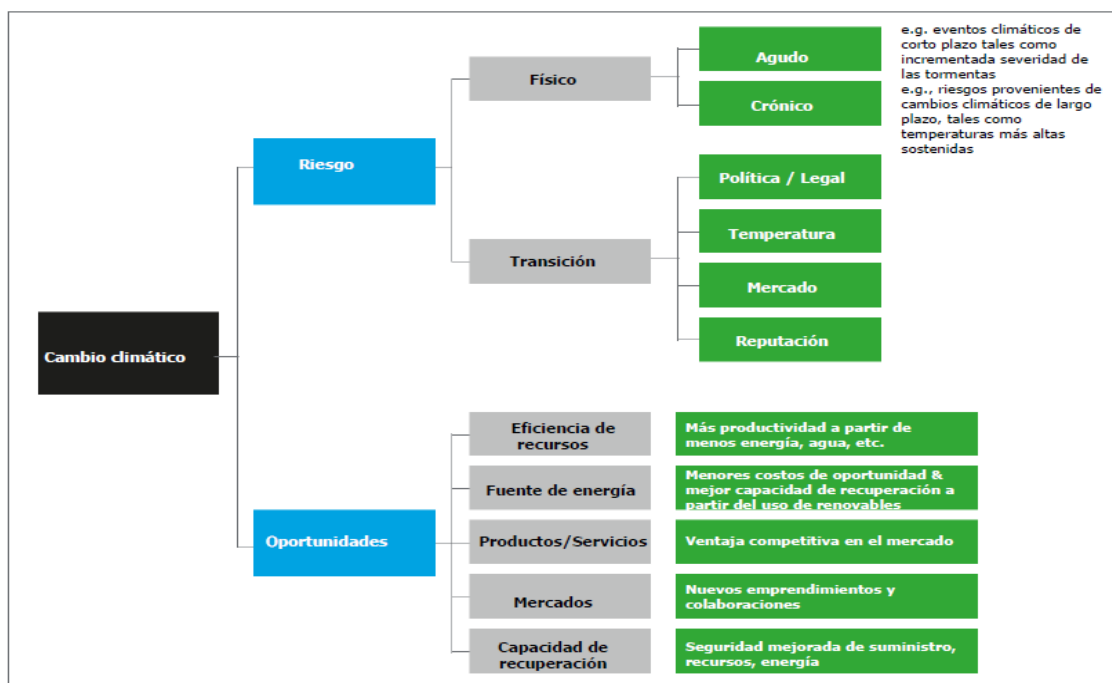 Cambio climático
Riesgo
Físico
Agudo
e.g. eventos climáticos de
corto plazo tales como
incrementada severidad de
las tormentas
Crónico
e.g., riesgos provenientes de
cambios climáticos de largo
plazo, tales como
temperaturas más altas
sostenidas
Transición
Política / Legal
Temperatura
Mercado
Reputación
Oportunidades
Eficiencia de
recursos
Más productividad a partir de
menos energía, agua, etc.
Fuente de energía
Menores costos de oportunidad &
mejor capacidad de recuperación a
partir del uso de renovables
Productos/Servicios
Ventaja competitiva en el mercado
Mercados
Nuevos emprendimientos y
colaboraciones
Capacidad de
recuperación
Seguridad mejorada de suministro,
recursos, energía